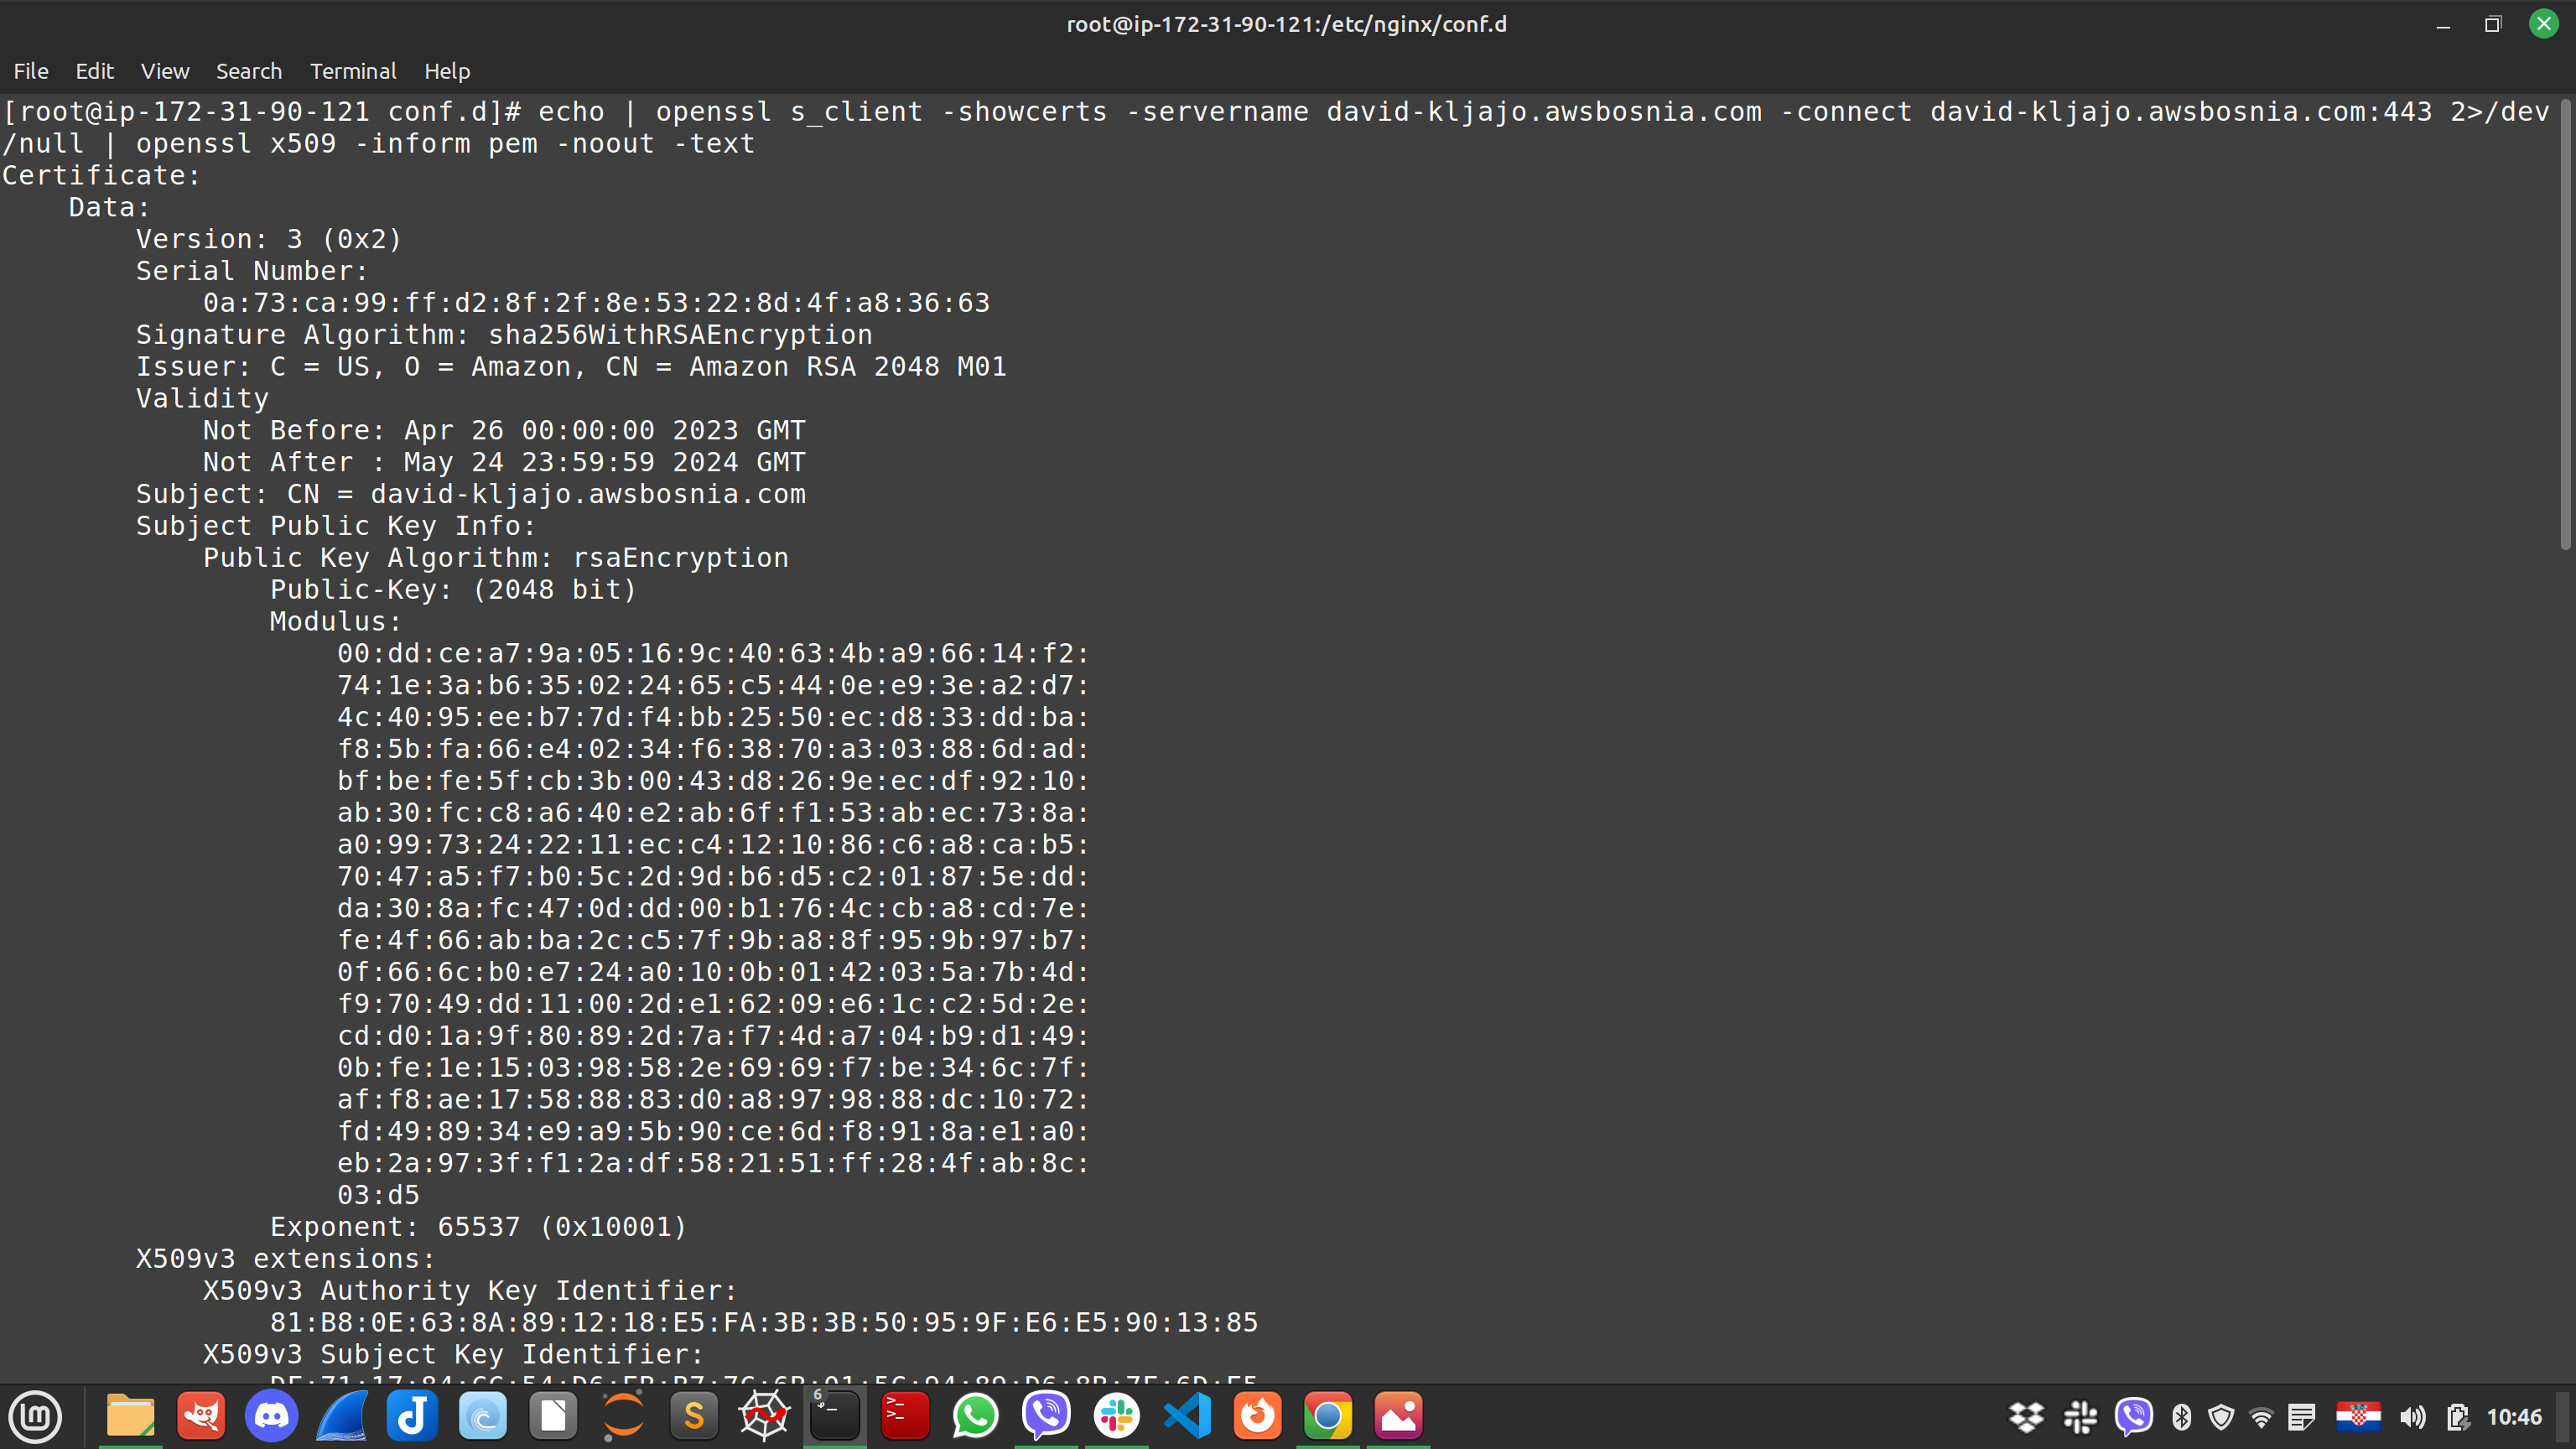 root@ip-172-31-90-121:/etc/nginx/conf.d
File Edit View Search Terminal Help
[root@ip-172-31-90-121 conf.d]# echo | openssl s_client -showcerts -servername david-kljajo.awsbosnia.com -connect david-kljajo.awsbosnia.com:443 2>/dev
/null | openssl x509 -inform pem -noout -text
Certificate:
    Data:
        Version: 3 (0x2)
        Serial Number:
            0a:73:ca:99:ff:d2:8f:2f:8e:53:22:8d:4f:a8:36:63
        Signature Algorithm: sha256WithRSAEncryption
        Issuer: C = US, O = Amazon, CN = Amazon RSA 2048 M01
        Validity
            Not Before: Apr 26 00:00:00 2023 GMT
            Not After : May 24 23:59:59 2024 GMT
        Subject: CN = david-kljajo.awsbosnia.com
        Subject Public Key Info:
            Public Key Algorithm: rsaEncryption
                Public-Key: (2048 bit)
                Modulus:
                    00:dd:ce:a7:9a:05:16:9c:40:63:4b:a9:66:14:f2:
                    74:1e:3a:b6:35:02:24:65:c5:44:0e:e9:3e:a2:d7:
                    4c:40:95:ee:b7:7d:f4:bb:25:50:ec:d8:33:dd:ba:
                    f8:5b:fa:66:e4:02:34:f6:38:70:a3:03:88:6d:ad:
                    bf:be:fe:5f:cb:3b:00:43:d8:26:9e:ec:df:92:10:
                    ab:30:fc:c8:a6:40:e2:ab:6f:f1:53:ab:ec:73:8a:
                    a0:99:73:24:22:11:ec:c4:12:10:86:c6:a8:ca:b5:
                    70:47:a5:f7:b0:5c:2d:9d:b6:d5:c2:01:87:5e:dd:
                    da:30:8a:fc:47:0d:dd:00:b1:76:4c:cb:a8:cd:7e:
                    fe:4f:66:ab:ba:2c:c5:7f:9b:a8:8f:95:9b:97:b7:
                    0f:66:6c:b0:e7:24:a0:10:0b:01:42:03:5a:7b:4d:
                    f9:70:49:dd:11:00:2d:e1:62:09:e6:1c:c2:5d:2e:
                    cd:d0:1a:9f:80:89:2d:7a:f7:4d:a7:04:b9:d1:49:
                    0b:fe:1e:15:03:98:58:2e:69:69:f7:be:34:6c:7f:
                    af:f8:ae:17:58:88:83:d0:a8:97:98:88:dc:10:72:
                    fd:49:89:34:e9:a9:5b:90:ce:6d:f8:91:8a:e1:a0:
                    eb:2a:97:3f:f1:2a:df:58:21:51:ff:28:4f:ab:8c:
                    03:d5
                Exponent: 65537 (0x10001)
        X509v3 extensions:
            X509v3 Authority Key Identifier:
                81:B8:0E:63:8A:89:12:18:E5:FA:3B:3B:50:95:9F:E6:E5:90:13:85
            X509v3 Subject Key Identifier:
6
10:46